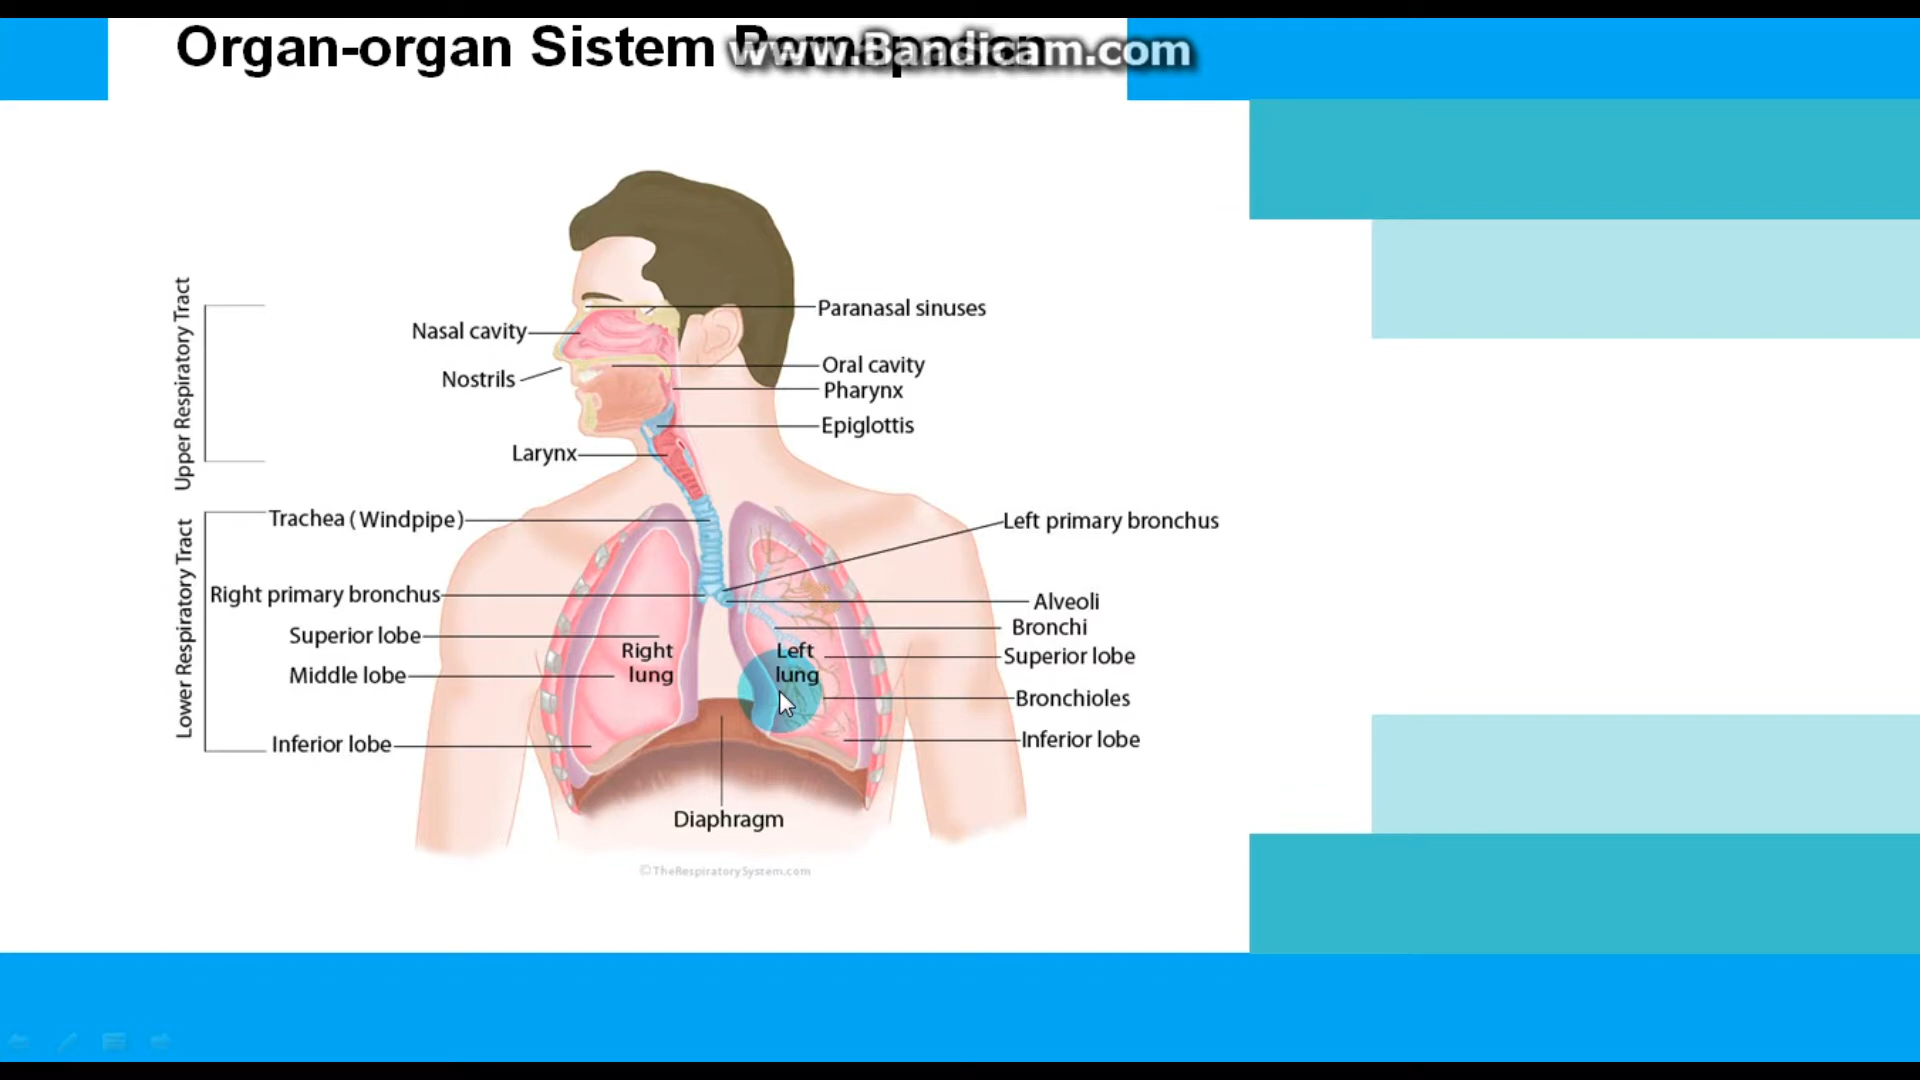 Organ-organ Sistem
www.Bandicam.com
Upper Respiratory Tract
Nasal cavity
Nostrils
Larynx
Paranasal sinuses
Oral cavity
Pharynx
Epiglottis
Lower Respiratory Tract
Trachea (Windpipe)
Right primary bronchus
Superior lobe
Middle lobe
Inferior lobe
Right
lung
Left
lung
Left primary bronchus
Alveoli
Bronchi
Superior lobe
Bronchioles
Inferior lobe
Diaphragm
©TheRespiratorySystem.com